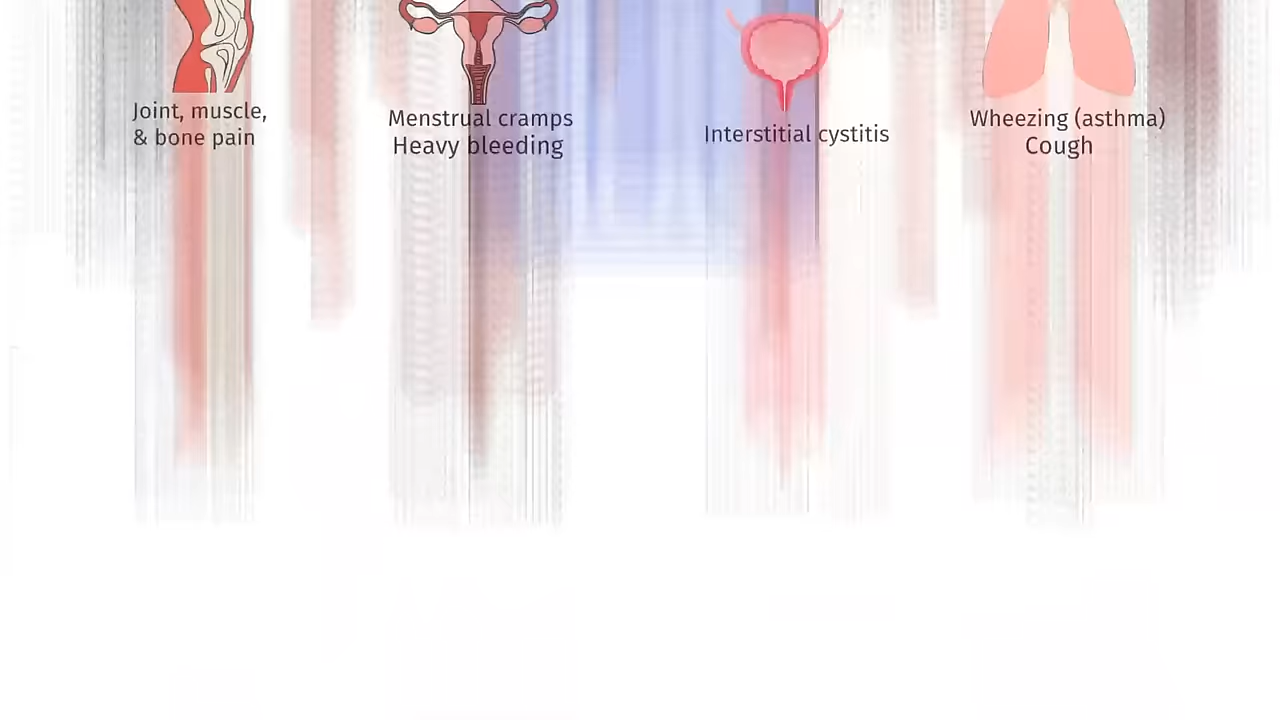 Joint, muscle,
& bone pain
Menstrual cramps
Heavy bleeding
Interstitial cystitis
Wheezing (asthma)
Cough